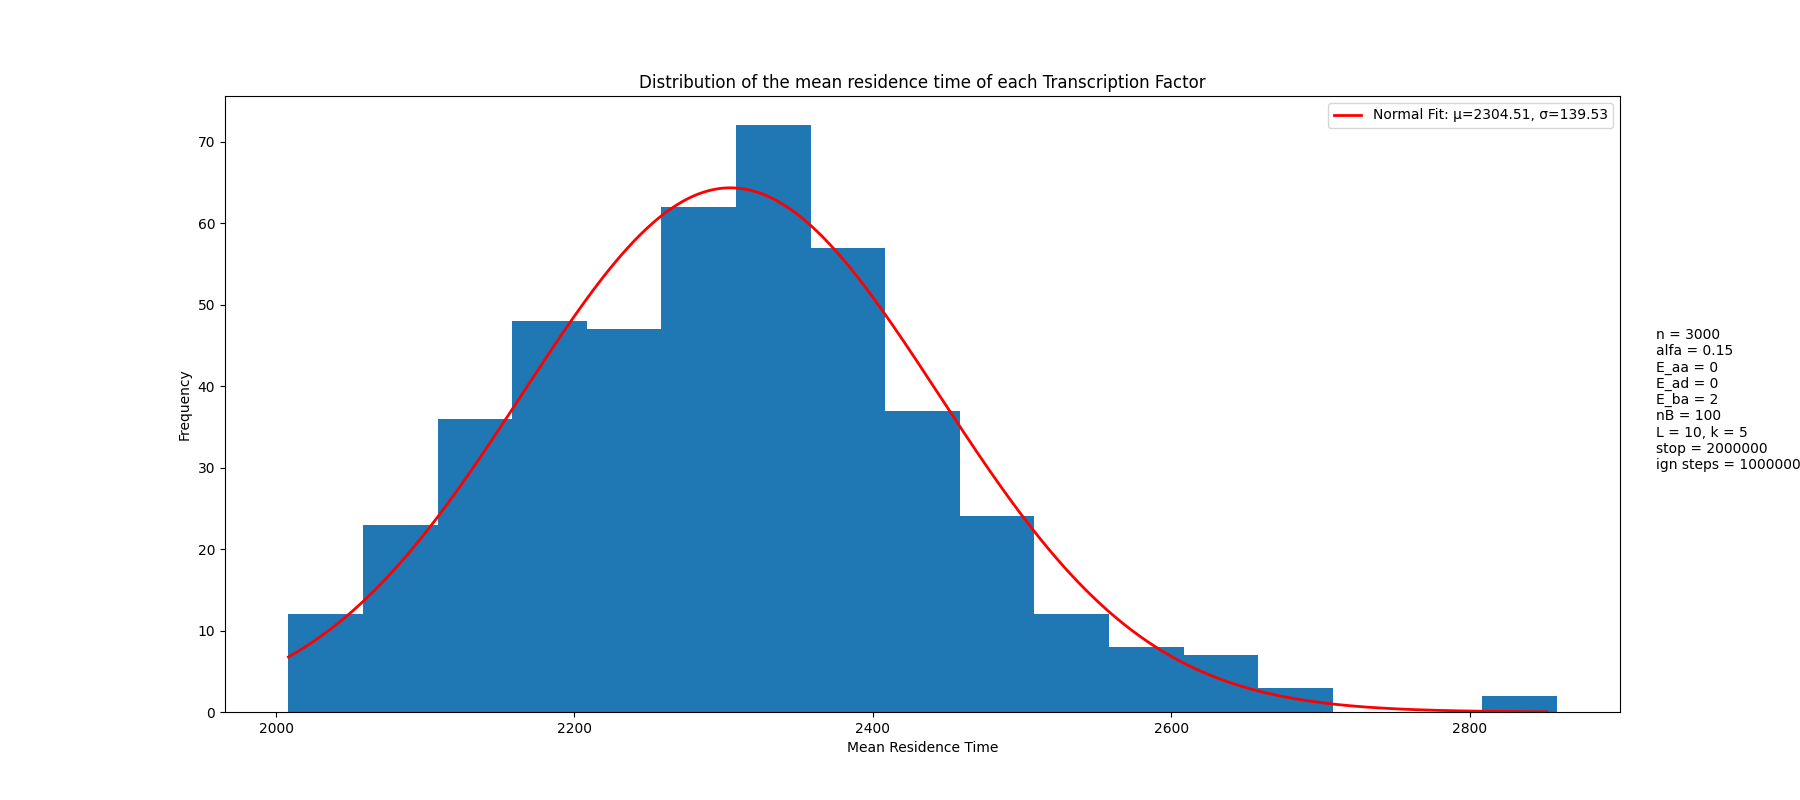 Distribution of the mean residence time of each Transcription Factor
Normal Fit: μ=2304.51, σ=139.53
Frequency
70
60
50
40
30
20
10
0
2000
2200
2400
2600
2800
Mean Residence Time
n = 3000
alfa = 0.15
E_aa = 0
E_ad = 0
E_ba = 2
nB = 100
L = 10, k = 5
stop = 2000000
ign steps = 1000000